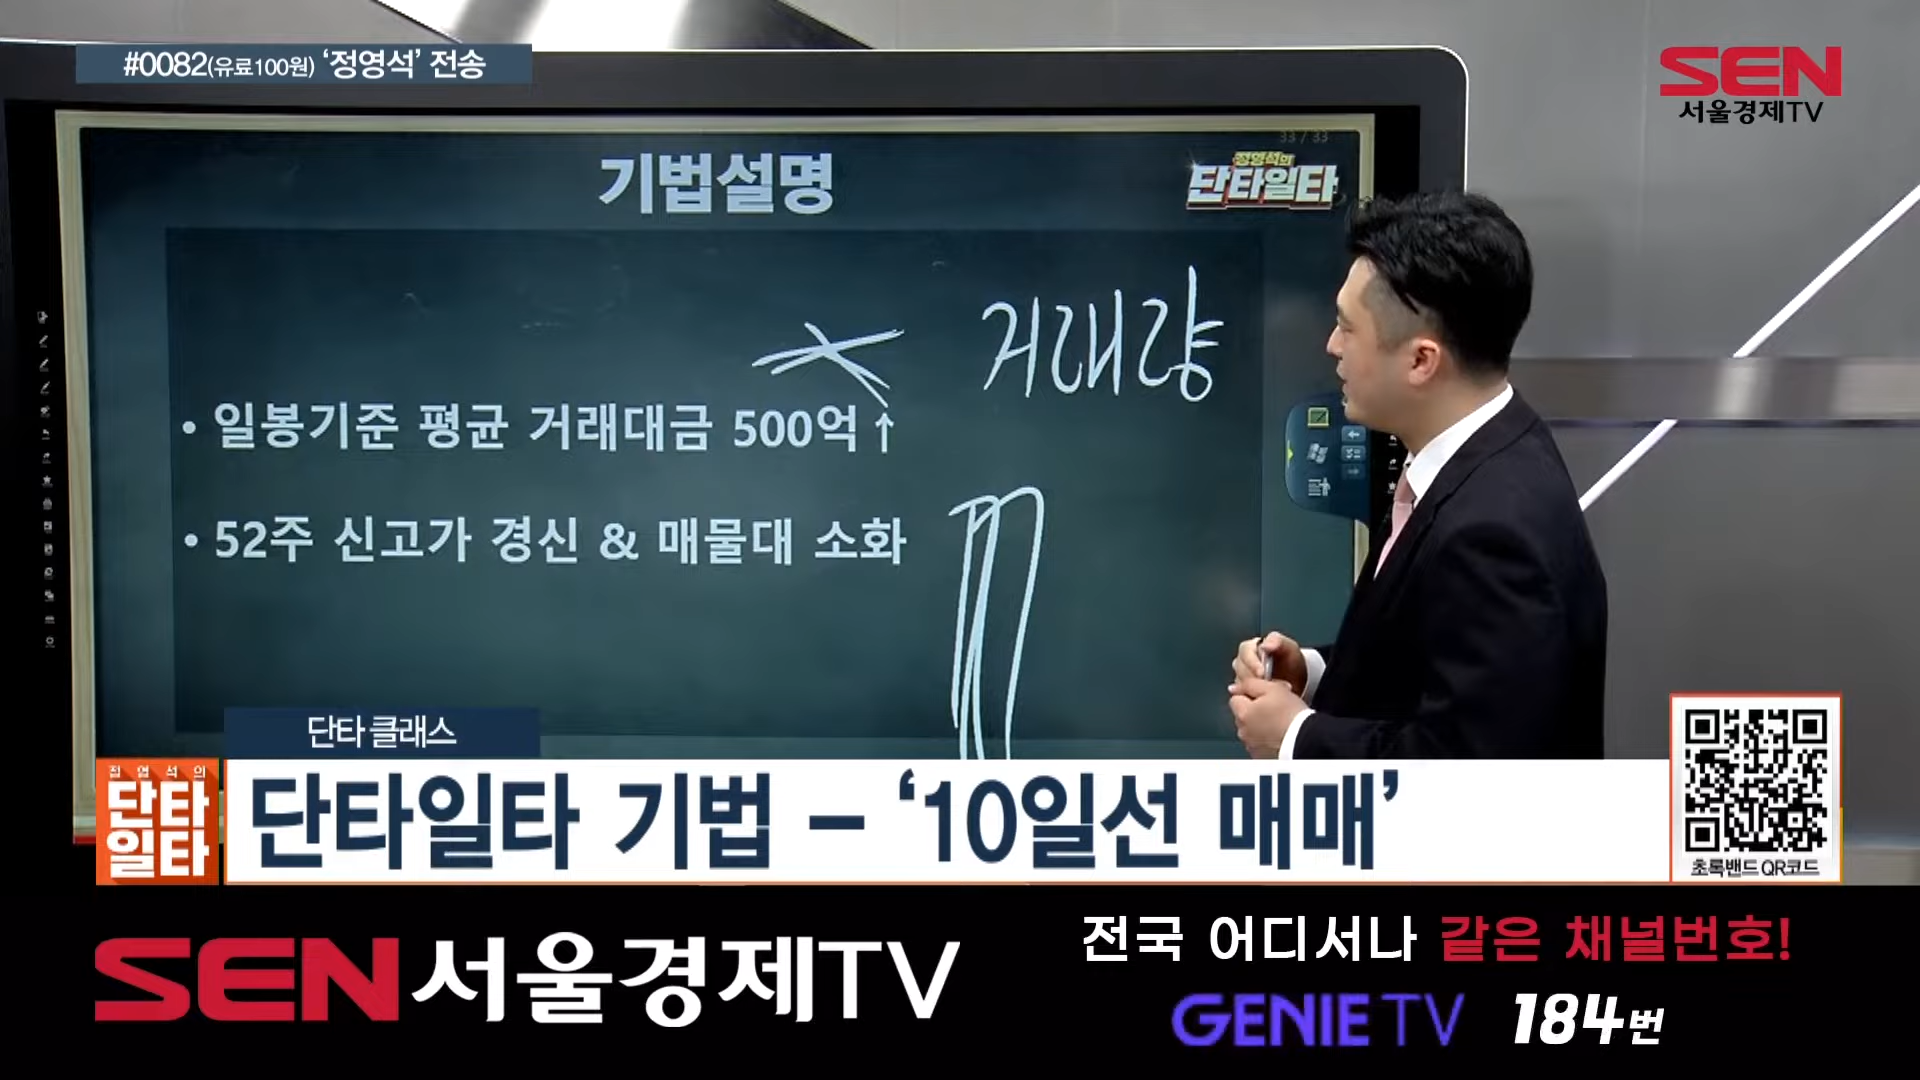 #0082(유료100원) ‘정영석’ 전송
SEN
서울경제TV
33 / 33
기법설명
정영석의
단타일타
거래량
• 일봉기준 평균 거래대금 500억↑
• 52주 신고가 경신 & 매물대 소화
단타 클래스
정영석의
단타
일타
단타일타 기법 – ‘10일선 매매’
초록밴드 QR코드
SEN서울경제TV
전국 어디서나 같은 채널번호!
GENIE TV 184번